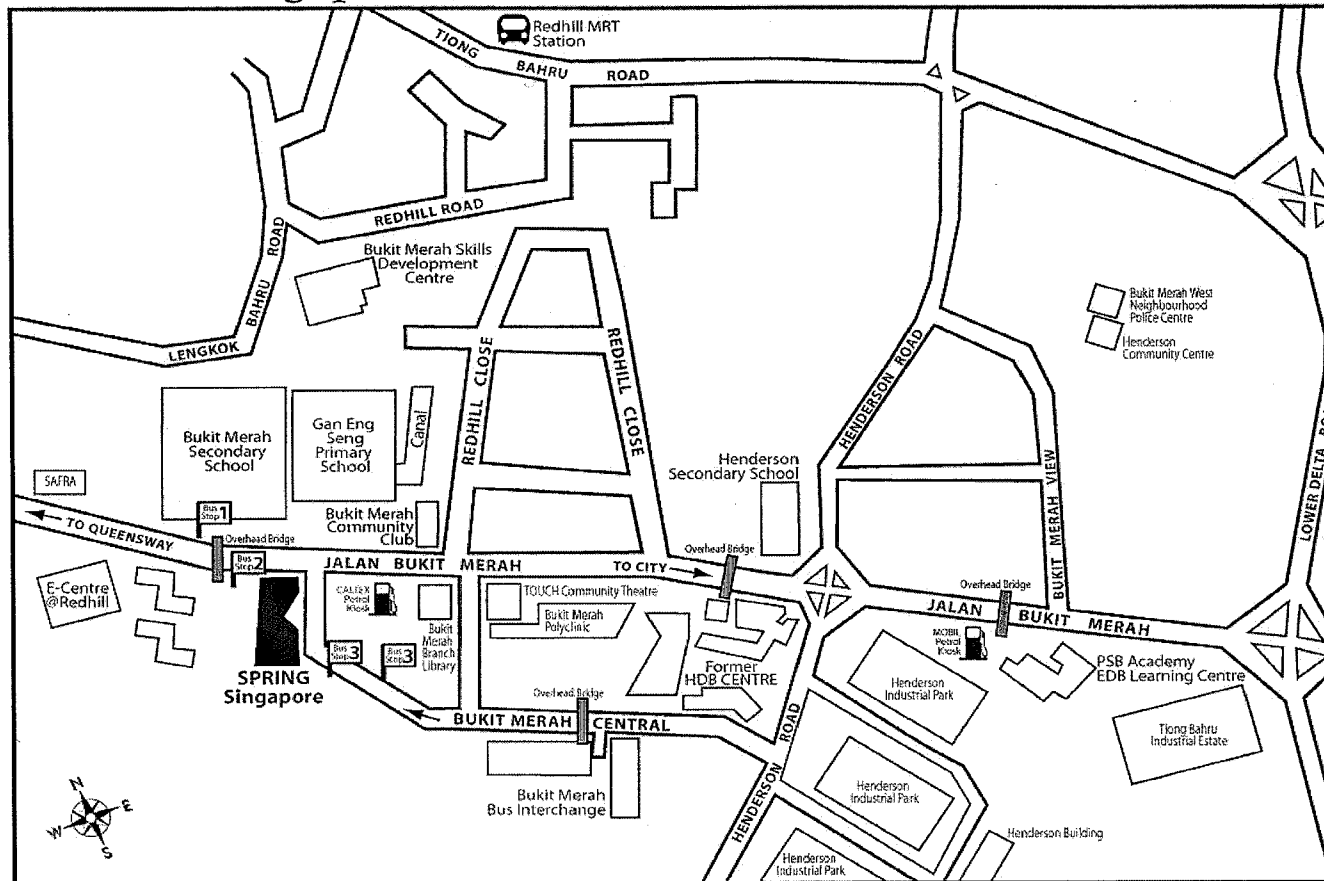 Redhill MRT
Station
TIONG
BAHRU ROAD
REDHILL ROAD
LENGKOK BAHRU ROAD
Bukit Merah Skills
Development
Centre
Bukit Merah West
Neighbourhood
Police Centre
Henderson
Community Centre
REDHILL CLOSE
REDHILL CLOSE
HENDERSON ROAD
BUKIT MERAH VIEW
LOWER DELTA
Bukit Merah
Secondary
School
Gan Eng
Seng
Primary
School
Canal
Henderson
Secondary School
SAFRA
Bus
Stop 1
Bukit Merah
Community
Club
TO QUEENSWAY
Overhead Bridge
Bus
Stop 2
JALAN BUKIT MERAH
TO CITY
Overhead Bridge
Overhead Bridge
JALAN BUKIT MERAH
E-Centre
@Redhill
CALTEX
Petrol
Kiosk
TOUCH Community Theatre
Bukit Merah
Polyclinic
Bukit
Merah
Branch
Library
MOBIL
Petrol
Kiosk
PSB Academy
EDB Learning Centre
Bus
Stop 3
Bus
Stop 3
SPRING
Singapore
Former
HDB CENTRE
Henderson
Industrial Park
Overhead Bridge
BUKIT MERAH CENTRAL
Tiong Bahru
Industrial Estate
HENDERSON ROAD
Bukit Merah
Bus Interchange
Henderson
Industrial Park
Henderson Building
Henderson
Industrial Park
N
E
W
S